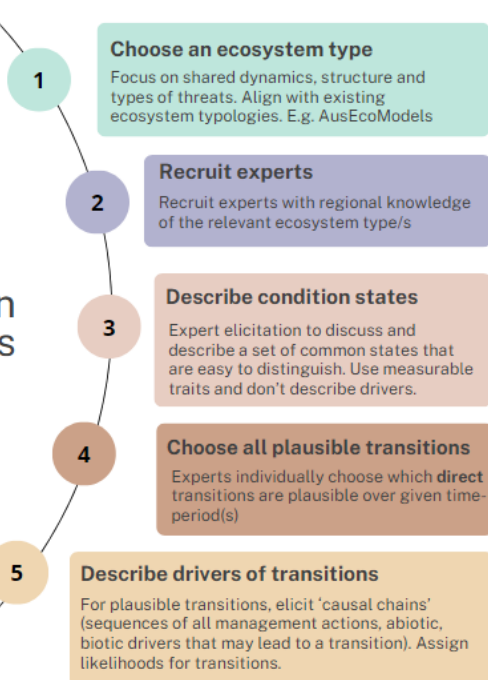 1
Choose an ecosystem type
Focus on shared dynamics, structure and
types of threats. Align with existing
ecosystem typologies. E.g. AusEcoModels
2
Recruit experts
Recruit experts with regional knowledge
of the relevant ecosystem type/s
n
s
3
Describe condition states
Expert elicitation to discuss and
describe a set of common states that
are easy to distinguish. Use measurable
traits and don’t describe drivers.
4
Choose all plausible transitions
Experts individually choose which direct
transitions are plausible over given time-
period(s)
5
Describe drivers of transitions
For plausible transitions, elicit ‘causal chains’
(sequences of all management actions, abiotic,
biotic drivers that may lead to a transition). Assign
likelihoods for transitions.